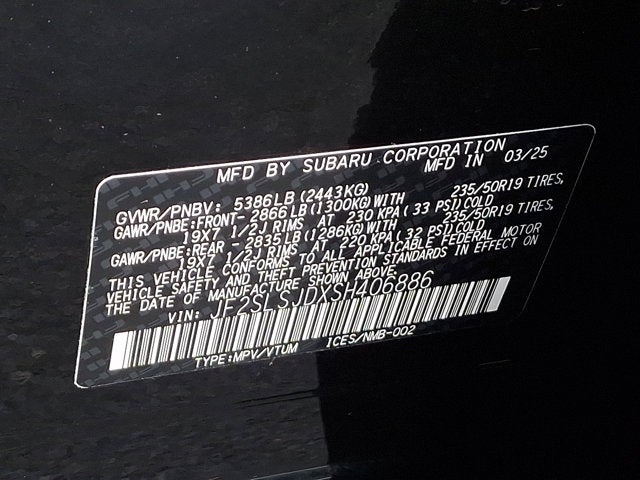 MFD BY SUBARU CORPORATION
MFD IN 03/25
GVWR/PNBV: 5386LB(2443KG)
GAWR/PNBE:FRONT-2866LB(1300KG)WITH 235/50R19 TIRES,
19X7 1/2J RIMS AT 230 KPA(33 PSI)COLD
GAWR/PNBE:REAR -2835LB(1286KG)WITH 235/50R19 TIRES,
19X7 1/2J RIMS AT 220 KPA(32 PSI)COLD
THIS VEHICLE CONFORMS TO ALL APPLICABLE FEDERAL MOTOR
VEHICLE SAFETY AND THEFT PREVENTION STANDARDS IN EFFECT ON
THE DATE OF MANUFACTURE SHOWN ABOVE.
VIN: JF2SLSJDXSH406886
TYPE:MPV/VTUM ICES/NMB-002